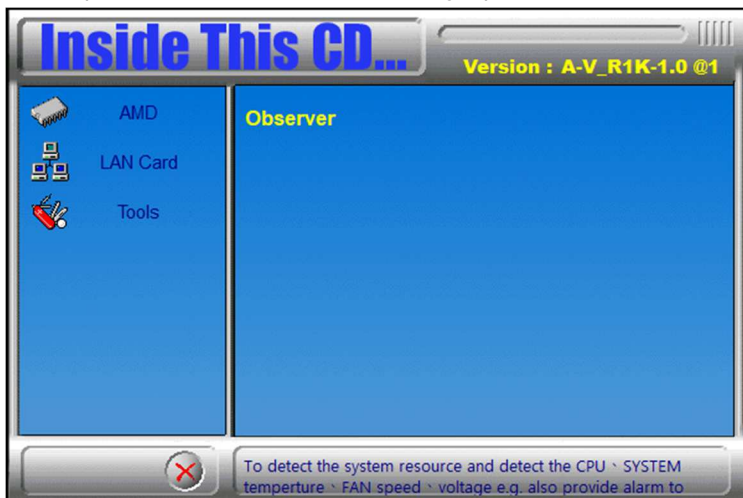 Inside This CD...
Version : A-V_R1K-1.0 @1
AMD
LAN Card
Tools
Observer
To detect the system resource and detect the CPU、SYSTEM
temperture、FAN speed、voltage e.g. also provide alarm to